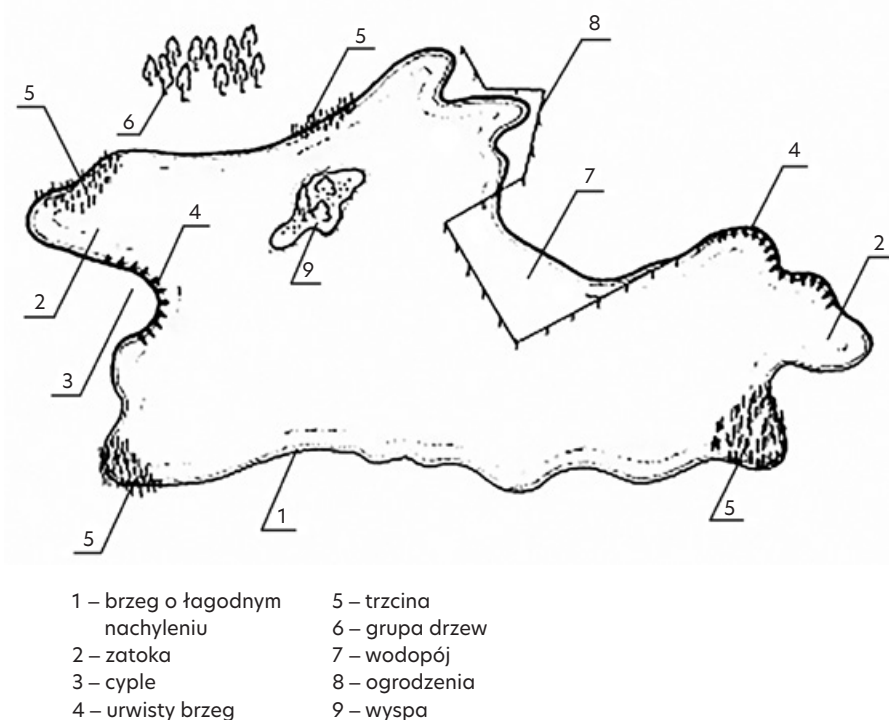 8
5
5
6
4
7
4
2
9
2
3
1
5
5
1 – brzeg o łagodnym
nachyleniu
2 – zatoka
3 – cyple
4 – urwisty brzeg
5 – trzcina
6 – grupa drzew
7 – wodopój
8 – ogrodzenia
9 – wyspa